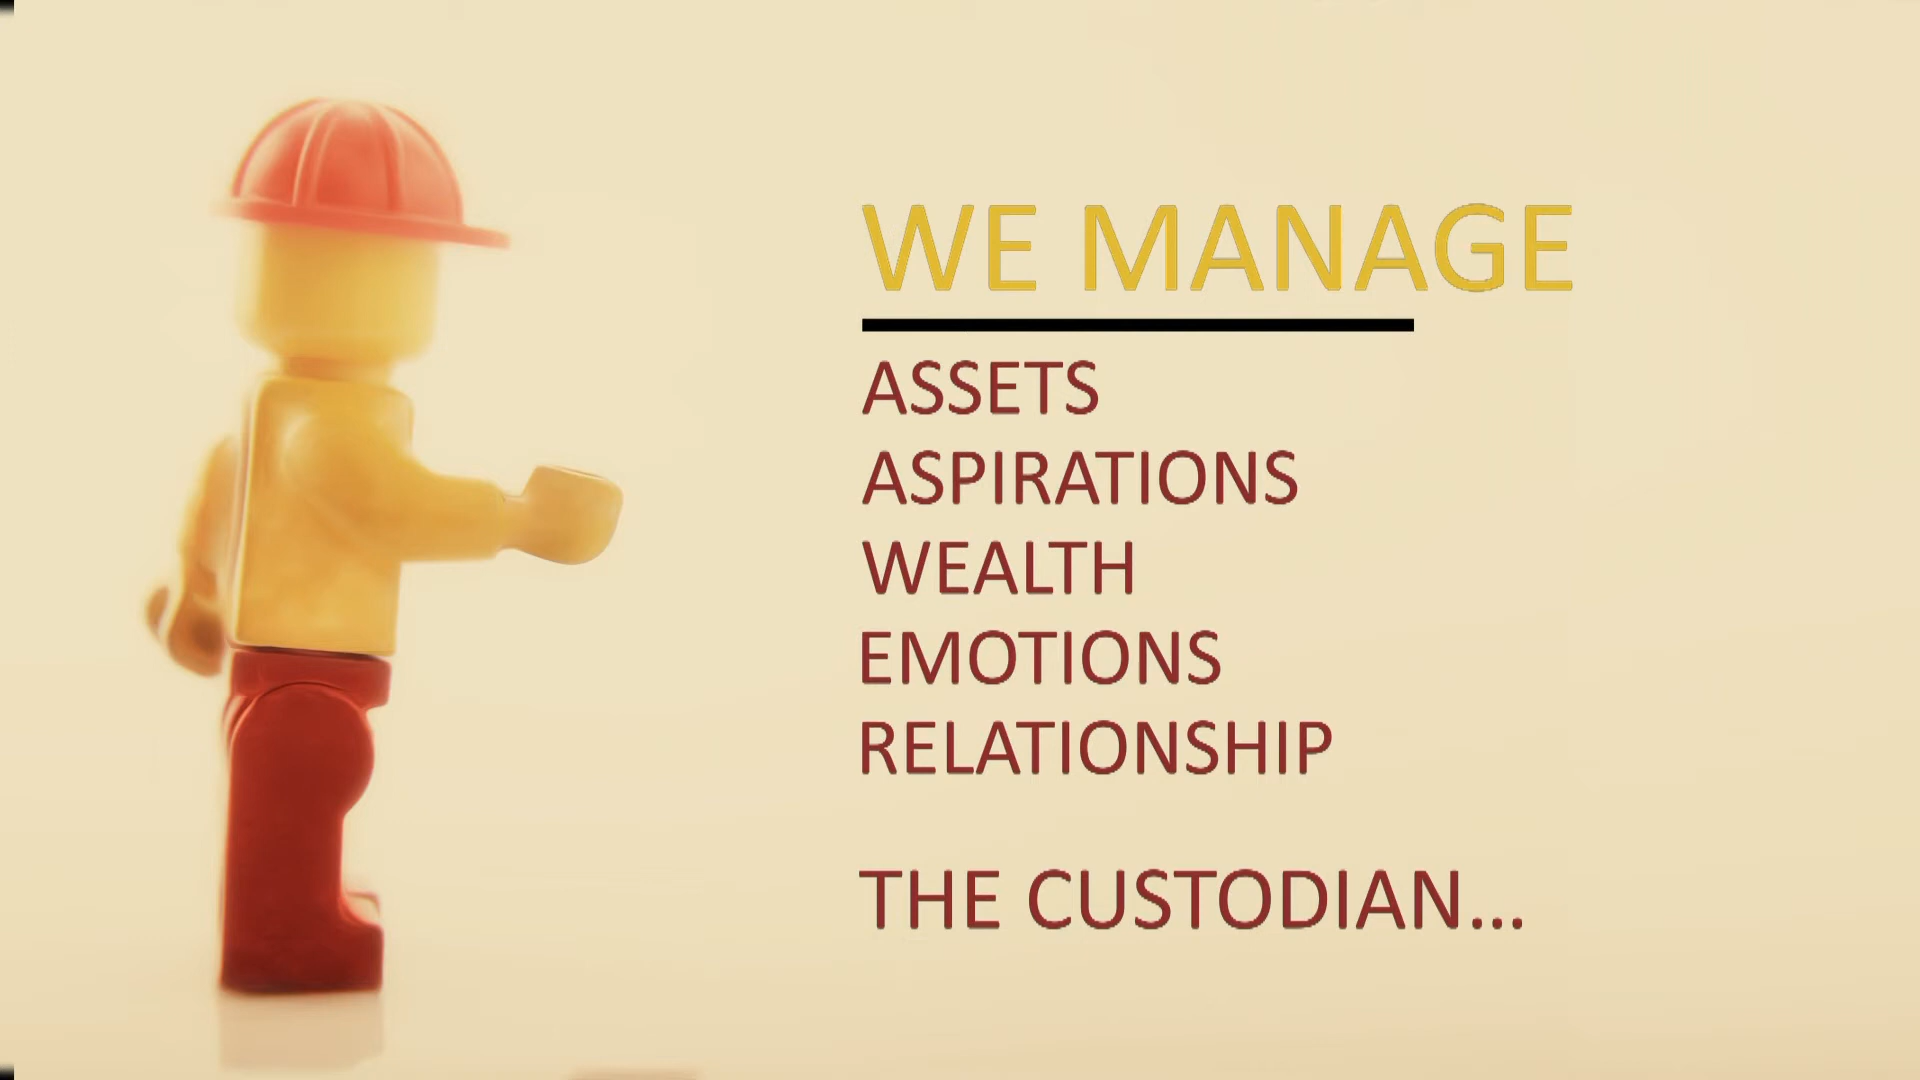 WE MANAGE
ASSETS
ASPIRATIONS
WEALTH
EMOTIONS
RELATIONSHIP
THE CUSTODIAN...